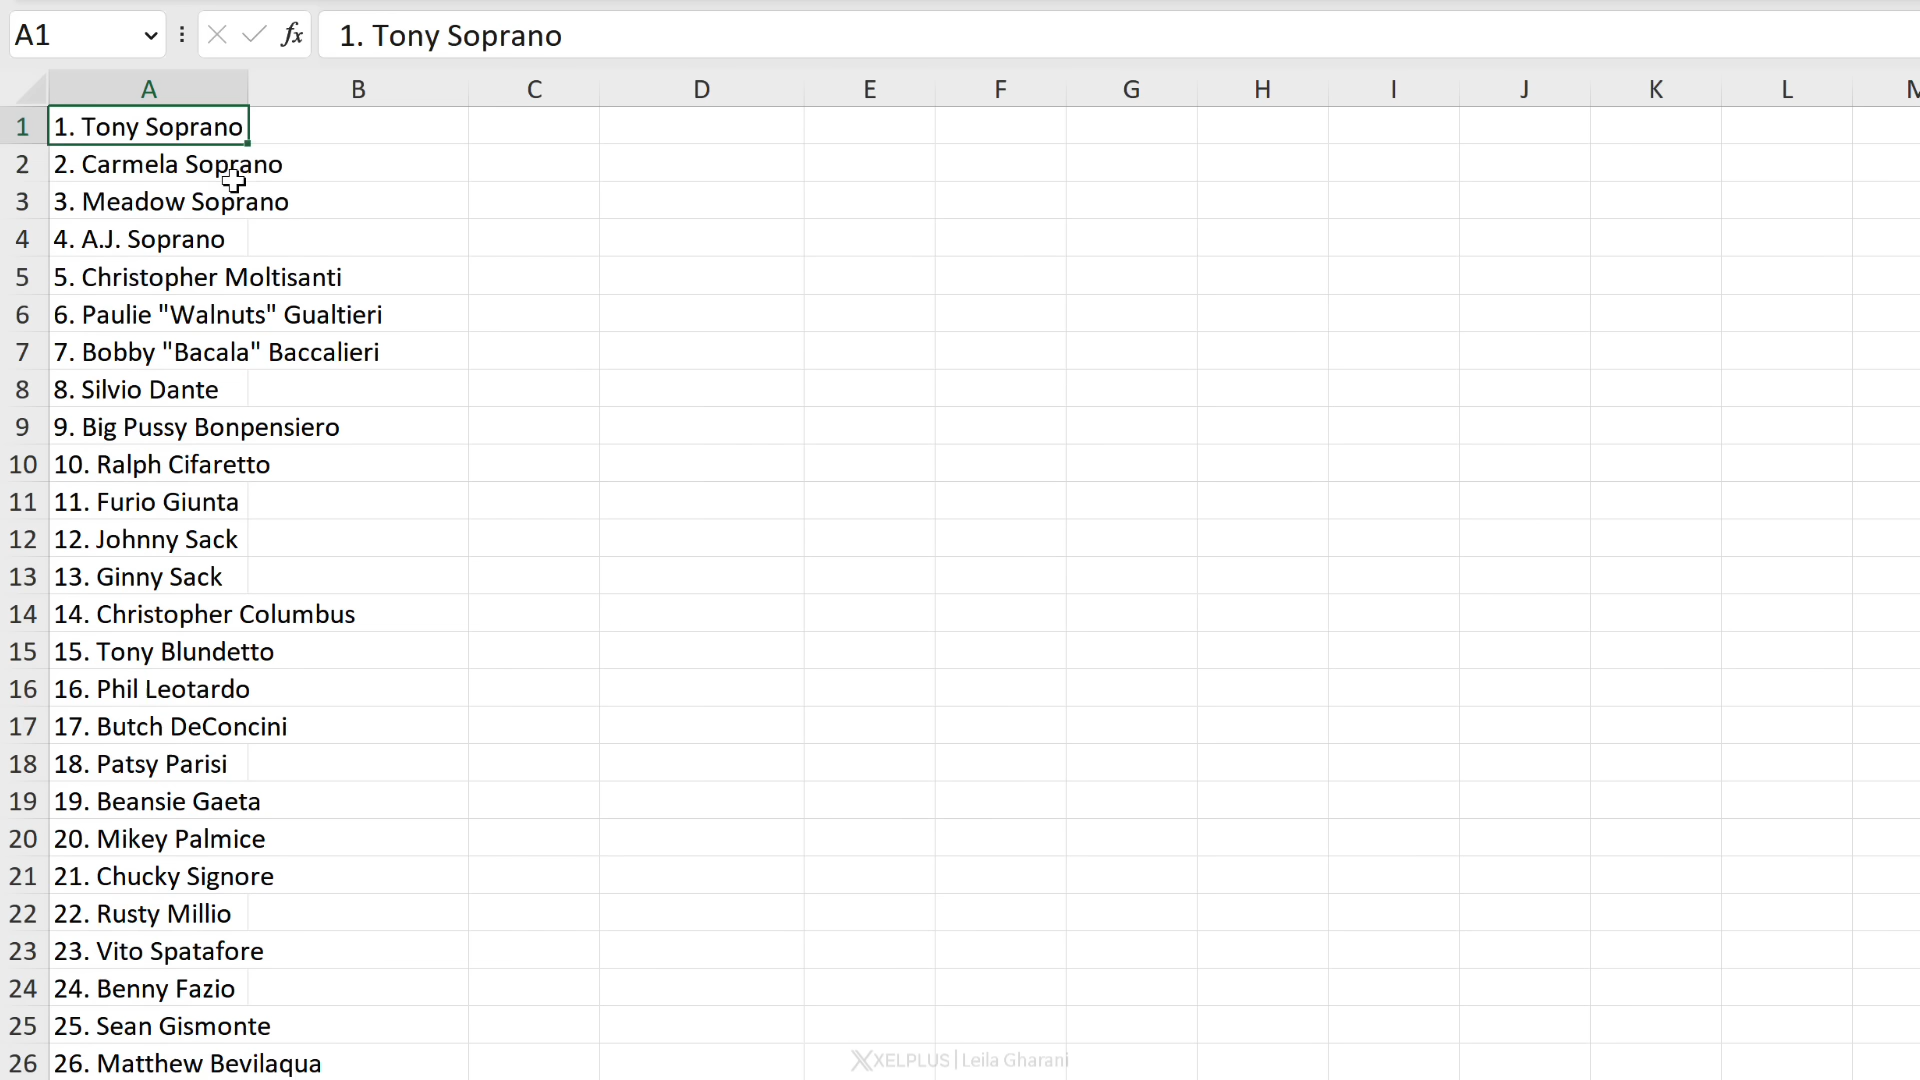 A1 fx 1. Tony Soprano
A B C D E F G H I J K L
1 1. Tony Soprano
2 2. Carmela Soprano
3 3. Meadow Soprano
4 4. A.J. Soprano
5 5. Christopher Moltisanti
6 6. Paulie "Walnuts" Gualtieri
7 7. Bobby "Bacala" Baccalieri
8 8. Silvio Dante
9 9. Big Pussy Bonpensiero
10 10. Ralph Cifaretto
11 11. Furio Giunta
12 12. Johnny Sack
13 13. Ginny Sack
14 14. Christopher Columbus
15 15. Tony Blundetto
16 16. Phil Leotardo
17 17. Butch DeConcini
18 18. Patsy Parisi
19 19. Beansie Gaeta
20 20. Mikey Palmice
21 21. Chucky Signore
22 22. Rusty Millio
23 23. Vito Spatafore
24 24. Benny Fazio
25 25. Sean Gismonte
26 26. Matthew Bevilaqua
XELPLUS | Leila Gharani